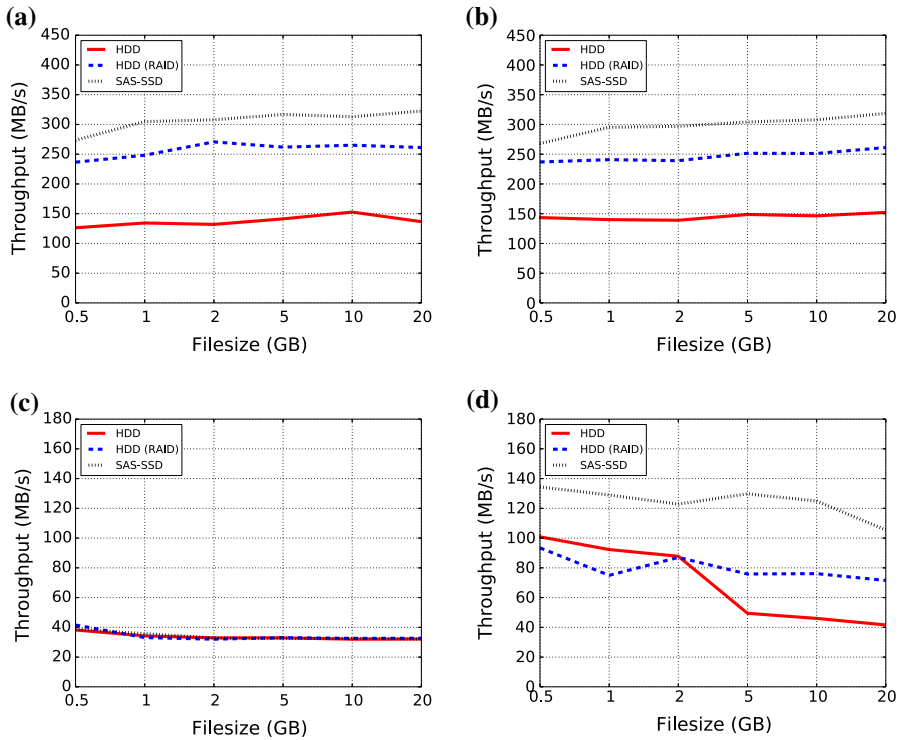 (a)
450
400
350
300
250
200
150
100
50
0
Throughput (MB/s)
HDD
HDD (RAID)
SAS-SSD
0.5 1 2 5 10 20
Filesize (GB)
(b)
450
400
350
300
250
200
150
100
50
0
Throughput (MB/s)
HDD
HDD (RAID)
SAS-SSD
0.5 1 2 5 10 20
Filesize (GB)
(c)
180
160
140
120
100
80
60
40
20
0
Throughput (MB/s)
HDD
HDD (RAID)
SAS-SSD
0.5 1 2 5 10 20
Filesize (GB)
(d)
180
160
140
120
100
80
60
40
20
0
Throughput (MB/s)
HDD
HDD (RAID)
SAS-SSD
0.5 1 2 5 10 20
Filesize (GB)